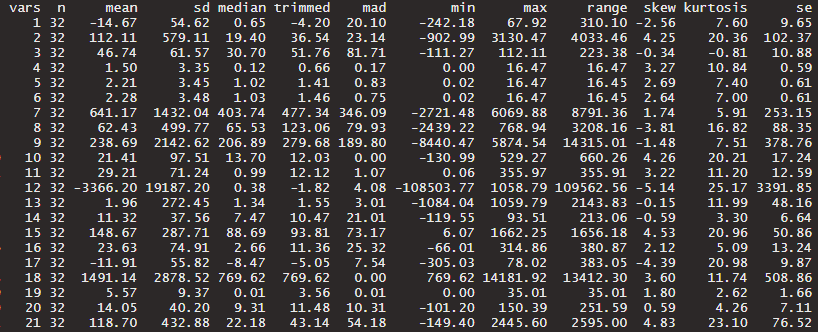 vars n mean sd median trimmed mad min max range skew kurtosis se
1 32 -14.67 54.62 0.65 -4.20 20.10 -242.18 67.92 310.10 -2.56 7.60 9.65
2 32 112.11 579.11 19.40 36.54 23.14 -902.99 3130.47 4033.46 4.25 20.36 102.37
3 32 46.74 61.57 30.70 51.76 81.71 -111.27 112.11 223.38 -0.34 -0.81 10.88
4 32 1.50 3.35 0.12 0.66 0.17 0.00 16.47 16.47 3.27 10.84 0.59
5 32 2.21 3.45 1.02 1.41 0.83 0.02 16.47 16.45 2.69 7.40 0.61
6 32 2.28 3.48 1.03 1.46 0.75 0.02 16.47 16.45 2.64 7.00 0.61
7 32 641.17 1432.04 403.74 477.34 346.09 -2721.48 6069.88 8791.36 1.74 5.91 253.15
8 32 62.43 499.77 65.53 123.06 79.93 -2439.22 768.94 3208.16 -3.81 16.82 88.35
9 32 238.69 2142.62 206.89 279.68 189.80 -8440.47 5874.54 14315.01 -1.48 7.51 378.76
10 32 21.41 97.51 13.70 12.03 0.00 -130.99 529.27 660.26 4.26 20.21 17.24
11 32 29.21 71.24 0.99 12.12 1.07 0.06 355.97 355.91 3.22 11.20 12.59
12 32 -3366.20 19187.20 0.38 -1.82 4.08 -108503.77 1058.79 109562.56 -5.14 25.17 3391.85
13 32 1.96 272.45 1.34 1.55 3.01 -1084.04 1059.79 2143.83 -0.15 11.99 48.16
14 32 11.32 37.56 7.47 10.47 21.01 -119.55 93.51 213.06 -0.59 3.30 6.64
15 32 148.67 287.71 88.69 93.81 73.17 6.07 1662.25 1656.18 4.53 20.96 50.86
16 32 23.63 74.91 2.66 11.36 25.32 -66.01 314.86 380.87 2.12 5.09 13.24
17 32 -11.91 55.82 -8.47 -5.05 7.54 -305.03 78.02 383.05 -4.39 20.98 9.87
18 32 1491.14 2878.52 769.62 769.62 0.00 769.62 14181.92 13412.30 3.60 11.74 508.86
19 32 5.57 9.37 0.01 3.56 0.01 0.00 35.01 35.01 1.80 2.62 1.66
20 32 14.05 40.20 9.31 11.48 10.31 -101.20 150.39 251.59 0.59 4.26 7.11
21 32 118.70 432.88 22.18 43.14 54.18 -149.40 2445.60 2595.00 4.83 23.10 76.52